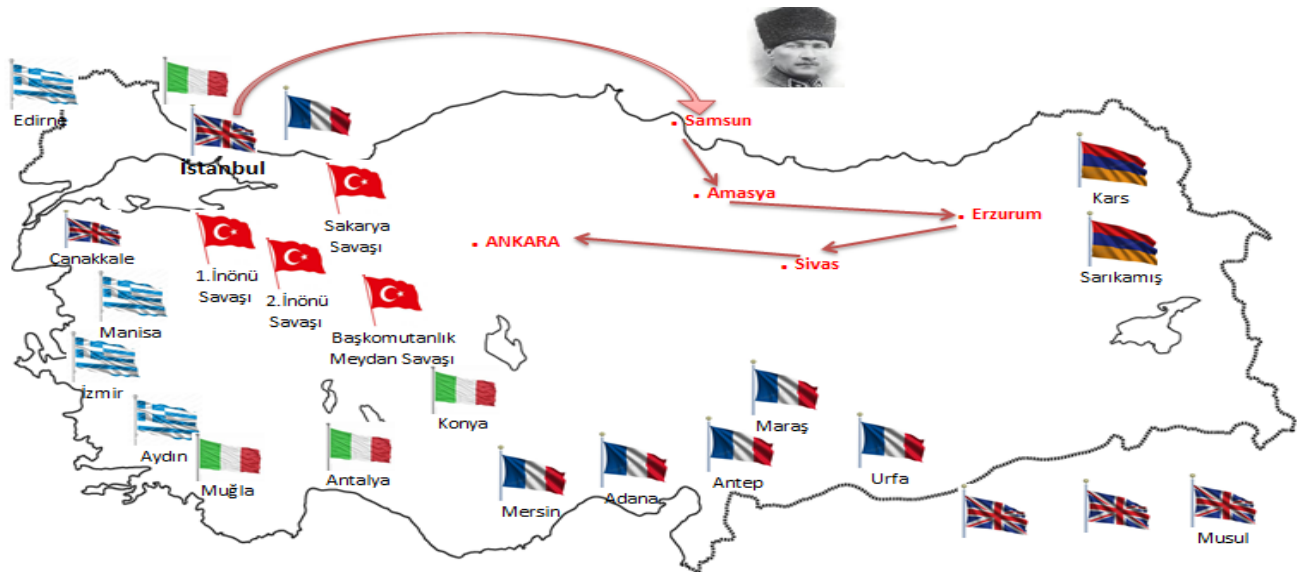 Samsun
Edirne
İstanbul
Amasya
Kars
Erzurum
Sakarya
Savaşı
ANKARA
Çanakkale
Sivas
Sarıkamış
1.İnönü
Savaşı
2.İnönü
Savaşı
Manisa
Başkomutanlık
Meydan Savaşı
İzmir
Konya
Maraş
Aydın
Muğla
Antalya
Mersin
Adana
Antep
Urfa
Musul